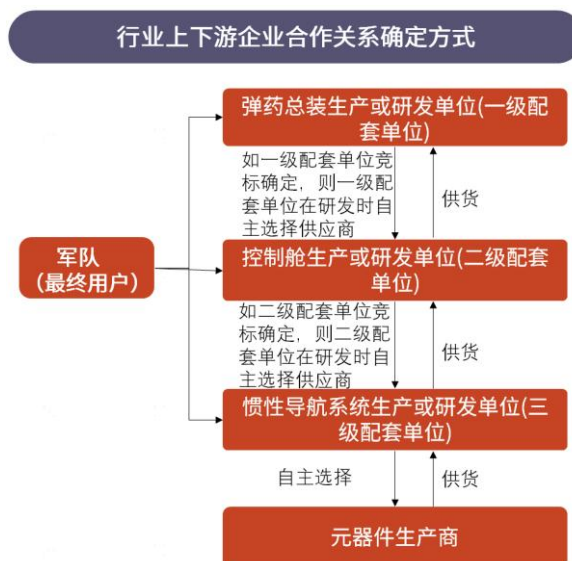 行业上下游企业合作关系确定方式
弹药总装生产或研发单位(一级配
套单位)
如一级配套单位竞
标确定，则一级配
套单位在研发时自
主选择供应商
供货
军队
（最终用户）
控制舱生产或研发单位(二级配套
单位)
如二级配套单位竞
标确定，则二级配
套单位在研发时自
主选择供应商
供货
惯性导航系统生产或研发单位(三
级配套单位)
自主选择
供货
元器件生产商